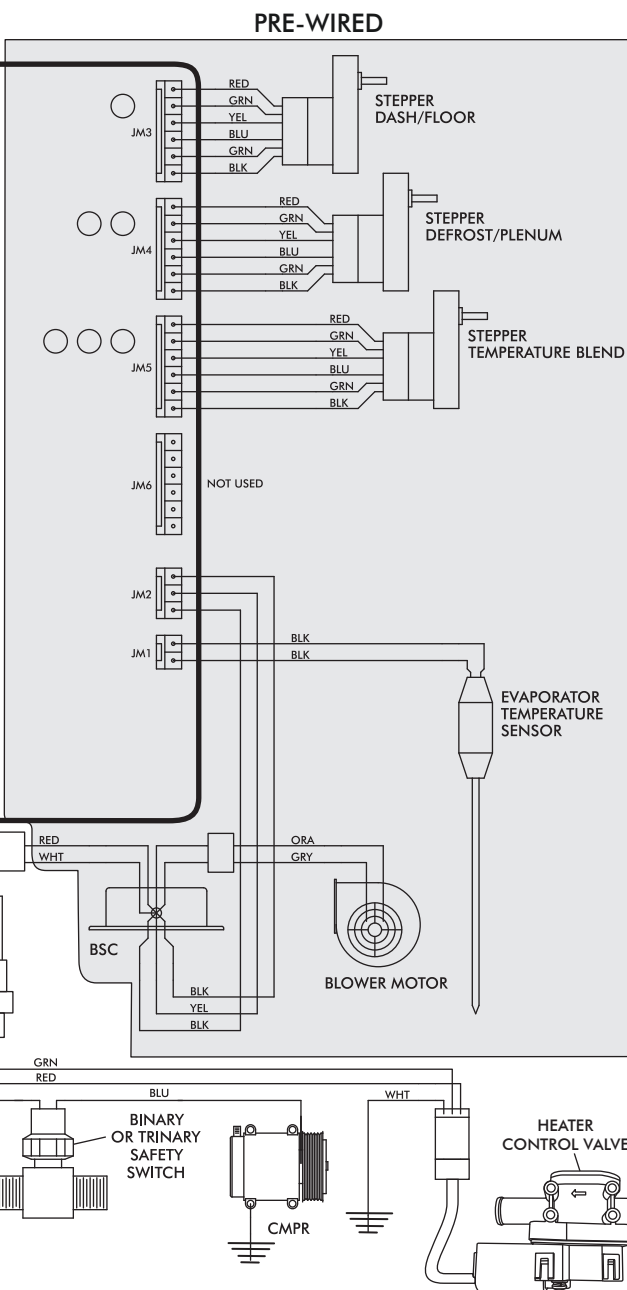 PRE-WIRED
RED
GRN
YEL
BLU
GRN
BLK
JM3
STEPPER
DASH/FLOOR
RED
GRN
YEL
BLU
GRN
BLK
JM4
STEPPER
DEFROST/PLENUM
RED
GRN
YEL
BLU
GRN
BLK
JM5
STEPPER
TEMPERATURE BLEND
JM6
NOT USED
JM2
JM1
BLK
BLK
EVAPORATOR
TEMPERATURE
SENSOR
RED
WHT
ORA
GRY
BSC
BLOWER MOTOR
BLK
YEL
BLK
GRN
RED
BLU
WHT
BINARY
OR TRINARY
SAFETY
SWITCH
CMPR
HEATER
CONTROL VALVE